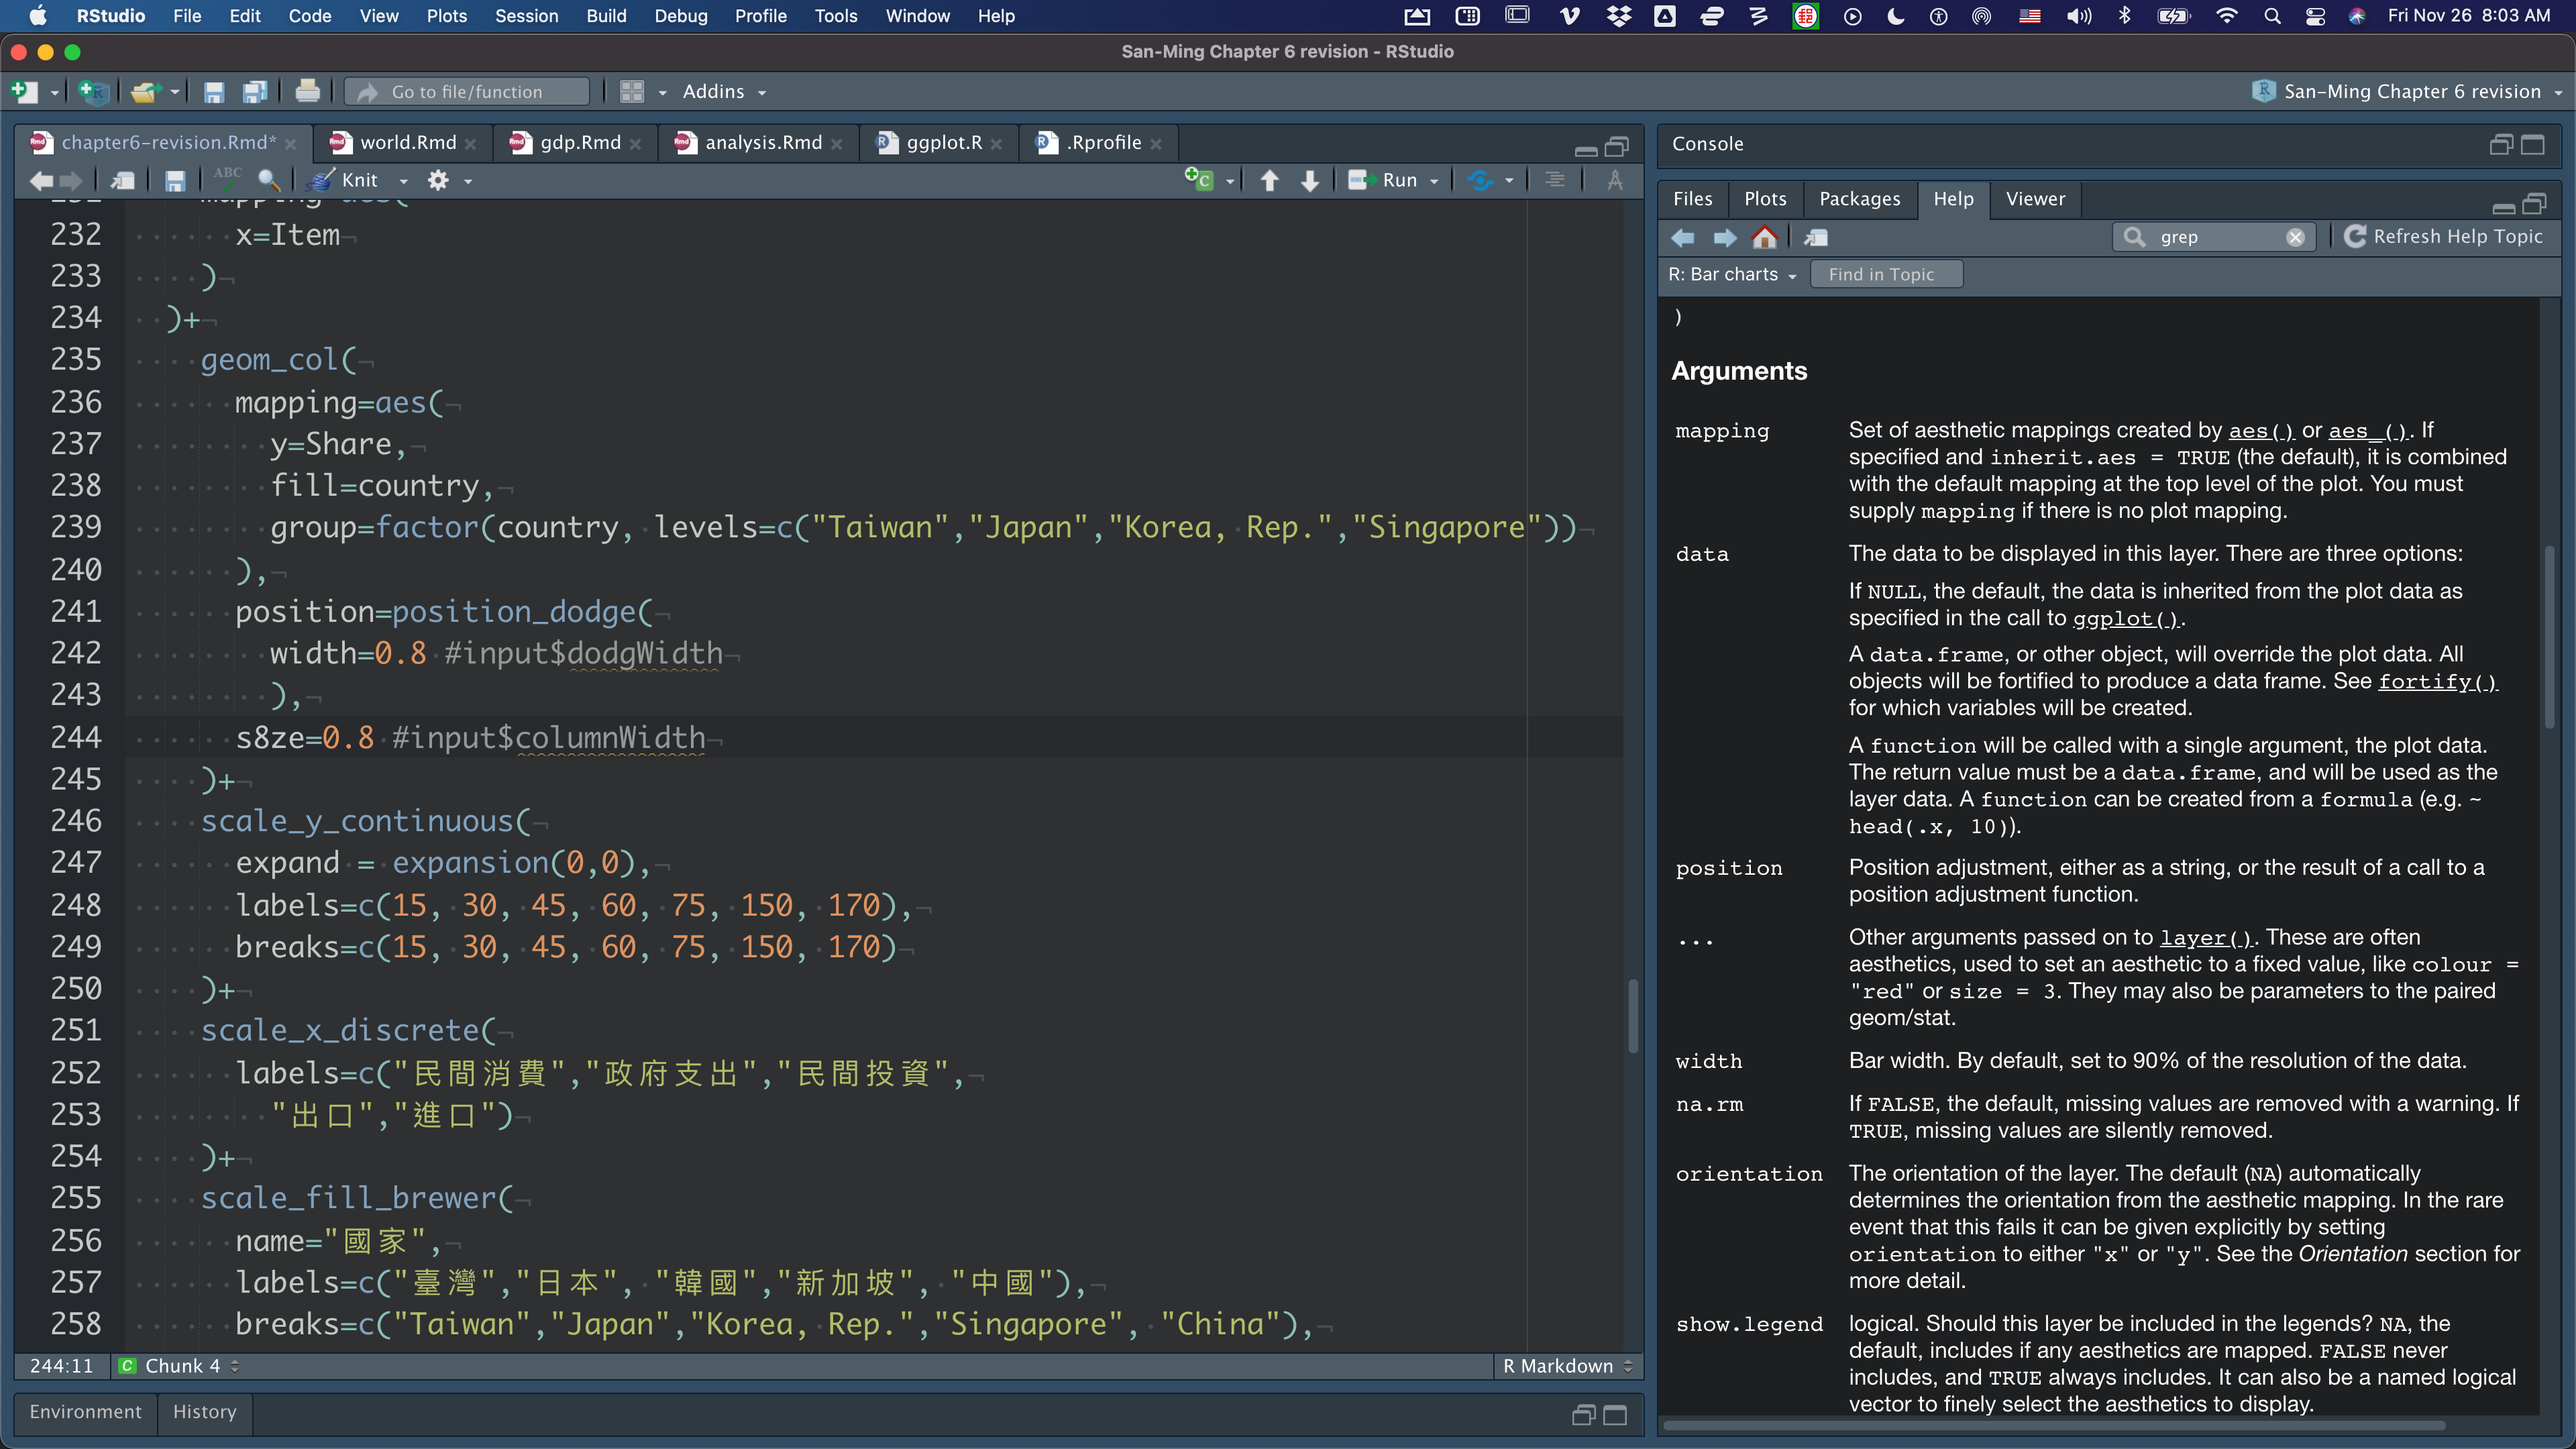 RStudio File Edit Code View Plots Session Build Debug Profile Tools Window Help Fri Nov 26 8:03 AM
San-Ming Chapter 6 revision - RStudio
Go to file/function Addins San-Ming Chapter 6 revision
chapter6-revision.Rmd* world.Rmd gdp.Rmd analysis.Rmd ggplot.R .Rprofile
ABC Knit Run
232 x=Item
233 )
234 )+
235 geom_col(
236 mapping=aes(
237 y=Share,
238 fill=country,
239 group=factor(country, levels=c("Taiwan","Japan","Korea, Rep.","Singapore"))
240 ),
241 position=position_dodge(
242 width=0.8 #input$dodgWidth
243 ),
244 s8ze=0.8 #input$columnWidth
245 )+
246 scale_y_continuous(
247 expand = expansion(0,0),
248 labels=c(15, 30, 45, 60, 75, 150, 170),
249 breaks=c(15, 30, 45, 60, 75, 150, 170)
250 )+
251 scale_x_discrete(
252 labels=c("民間消費","政府支出","民間投資",
253 "出口","進口")
254 )+
255 scale_fill_brewer(
256 name="國家",
257 labels=c("臺灣","日本", "韓國","新加坡", "中國"),
258 breaks=c("Taiwan","Japan","Korea, Rep.","Singapore", "China"),
244:11 Chunk 4 R Markdown
Environment History
Console
Files Plots Packages Help Viewer
grep Refresh Help Topic
R: Bar charts Find in Topic
)
Arguments
mapping Set of aesthetic mappings created by aes() or aes_(). If
specified and inherit.aes = TRUE (the default), it is combined
with the default mapping at the top level of the plot. You must
supply mapping if there is no plot mapping.
data The data to be displayed in this layer. There are three options:
If NULL, the default, the data is inherited from the plot data as
specified in the call to ggplot().
A data.frame, or other object, will override the plot data. All
objects will be fortified to produce a data frame. See fortify()
for which variables will be created.
A function will be called with a single argument, the plot data.
The return value must be a data.frame, and will be used as the
layer data. A function can be created from a formula (e.g. ~
head(.x, 10)).
position Position adjustment, either as a string, or the result of a call to a
position adjustment function.
... Other arguments passed on to layer(). These are often
aesthetics, used to set an aesthetic to a fixed value, like colour =
"red" or size = 3. They may also be parameters to the paired
geom/stat.
width Bar width. By default, set to 90% of the resolution of the data.
na.rm If FALSE, the default, missing values are removed with a warning. If
TRUE, missing values are silently removed.
orientation The orientation of the layer. The default (NA) automatically
determines the orientation from the aesthetic mapping. In the rare
event that this fails it can be given explicitly by setting
orientation to either "x" or "y". See the Orientation section for
more detail.
show.legend logical. Should this layer be included in the legends? NA, the
default, includes if any aesthetics are mapped. FALSE never
includes, and TRUE always includes. It can also be a named logical
vector to finely select the aesthetics to display.